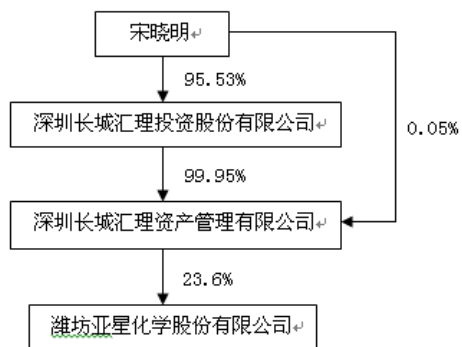 宋晓明
95.53%
深圳长城汇理投资股份有限公司
0.05%
99.95%
深圳长城汇理资产管理有限公司
23.6%
潍坊亚星化学股份有限公司